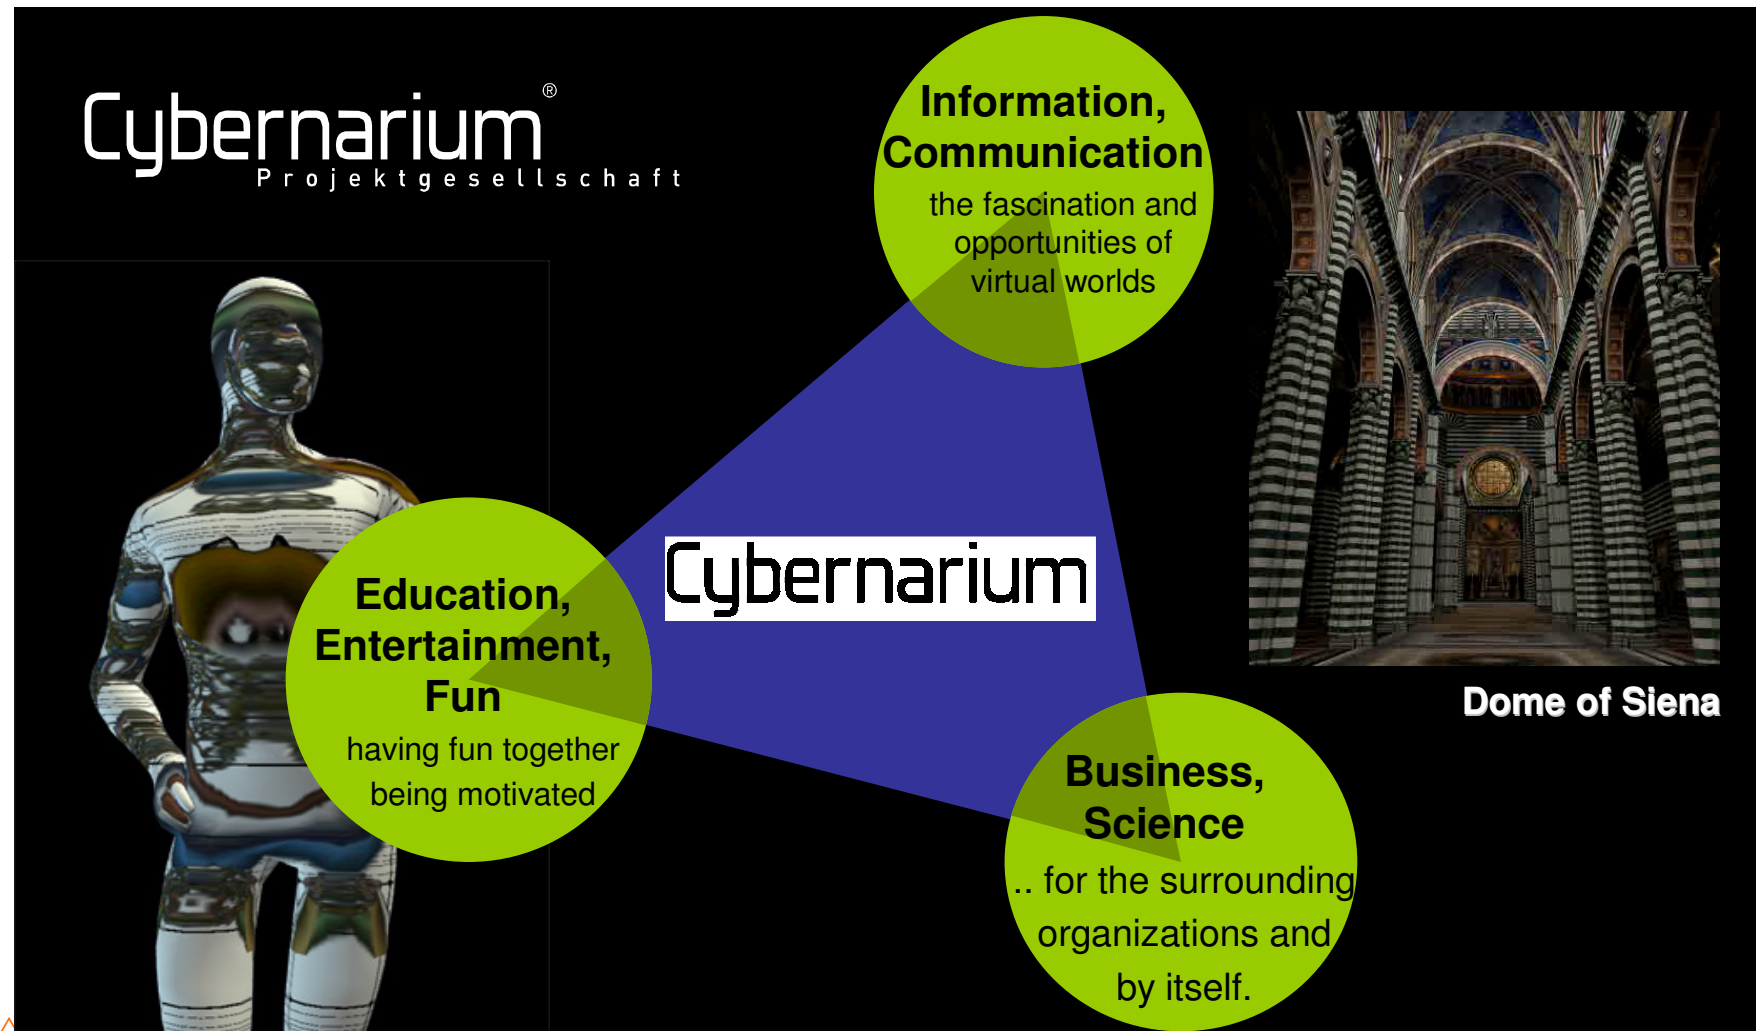 Cybernarium®
Projektgesellschaft
Information,
Communication
the fascination and
opportunities of
virtual worlds
Education,
Entertainment,
Fun
having fun together
being motivated
Cybernarium
Dome of Siena
Business,
Science
.. for the surrounding
organizations and
by itself.